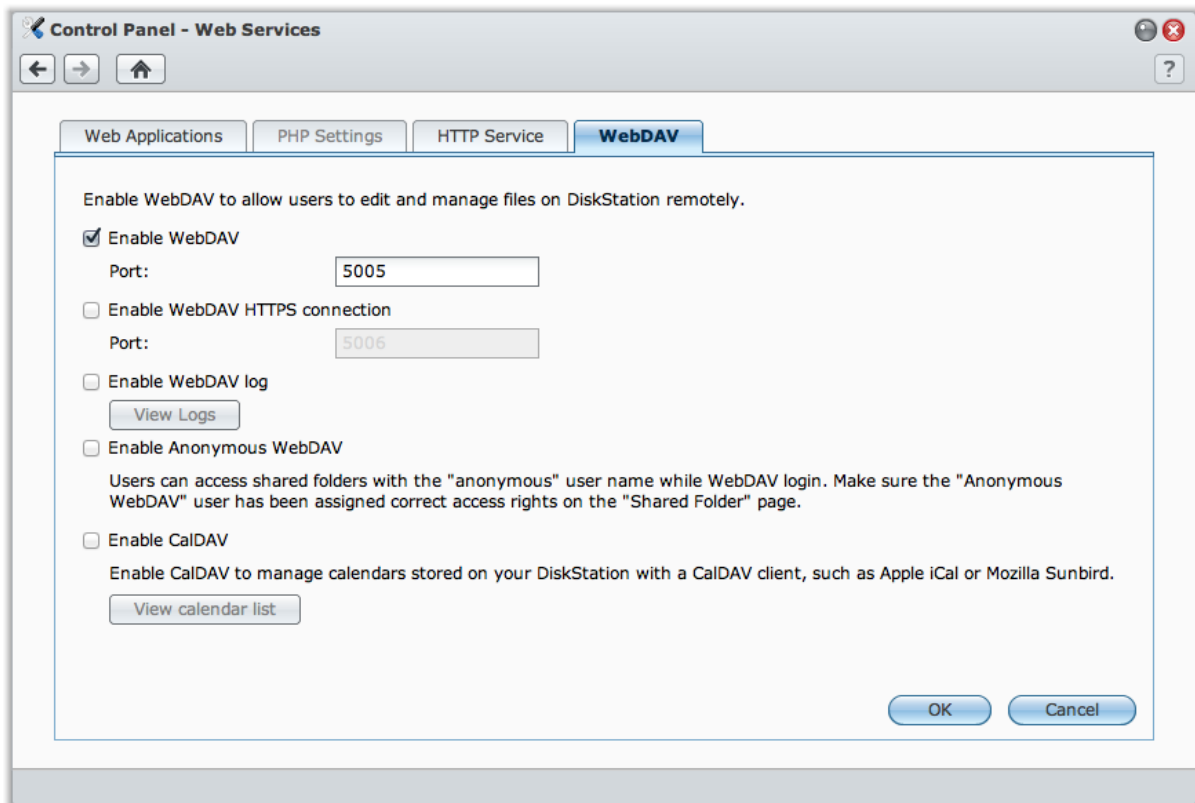 Control Panel - Web Services
?
Web Applications
PHP Settings
HTTP Service
WebDAV
Enable WebDAV to allow users to edit and manage files on DiskStation remotely.
Enable WebDAV
Port:
5005
Enable WebDAV HTTPS connection
Port:
5006
Enable WebDAV log
View Logs
Enable Anonymous WebDAV
Users can access shared folders with the "anonymous" user name while WebDAV login. Make sure the "Anonymous
WebDAV" user has been assigned correct access rights on the "Shared Folder" page.
Enable CalDAV
Enable CalDAV to manage calendars stored on your DiskStation with a CalDAV client, such as Apple iCal or Mozilla Sunbird.
View calendar list
OK
Cancel